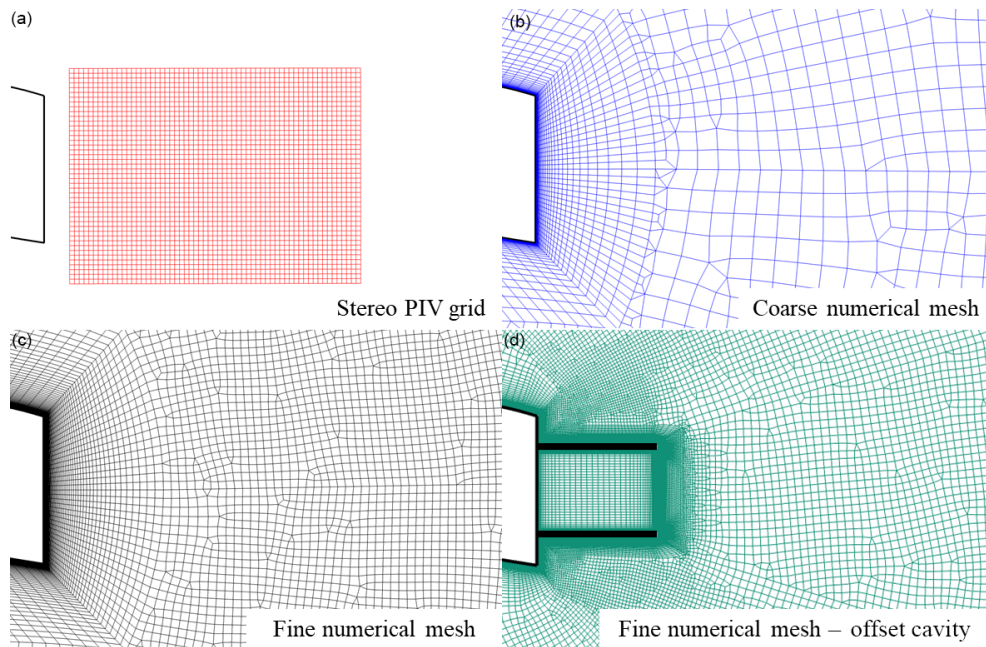 (a)
(b)
Stereo PIV grid
Coarse numerical mesh
(c)
(d)
Fine numerical mesh
Fine numerical mesh – offset cavity